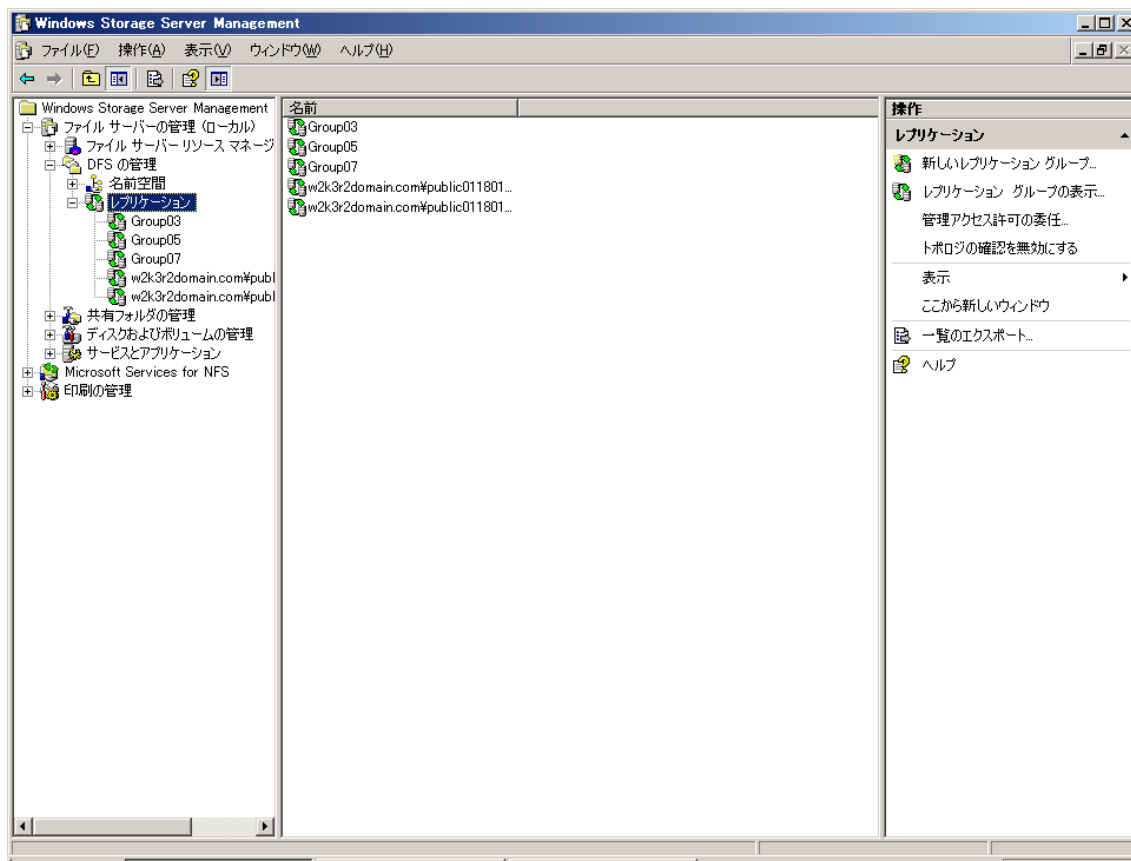 Windows Storage Server Management
ファイル(F) 操作(A) 表示(V) ウィンドウ(W) ヘルプ(H)
Windows Storage Server Management
ファイル サーバーの管理 (ローカル)
ファイル サーバー リソース マネージ
DFS の管理
名前空間
レプリケーション
Group03
Group05
Group07
w2k3r2domain.com¥publ
w2k3r2domain.com¥publ
共有フォルダの管理
ディスクおよびボリュームの管理
サービスとアプリケーション
Microsoft Services for NFS
印刷の管理
名前
Group03
Group05
Group07
w2k3r2domain.com¥public011801...
w2k3r2domain.com¥public011801...
操作
レプリケーション
新しいレプリケーション グループ...
レプリケーション グループの表示...
管理アクセス許可の委任...
トポロジの確認を無効にする
表示
ここから新しいウィンドウ
一覧のエクスポート...
ヘルプ